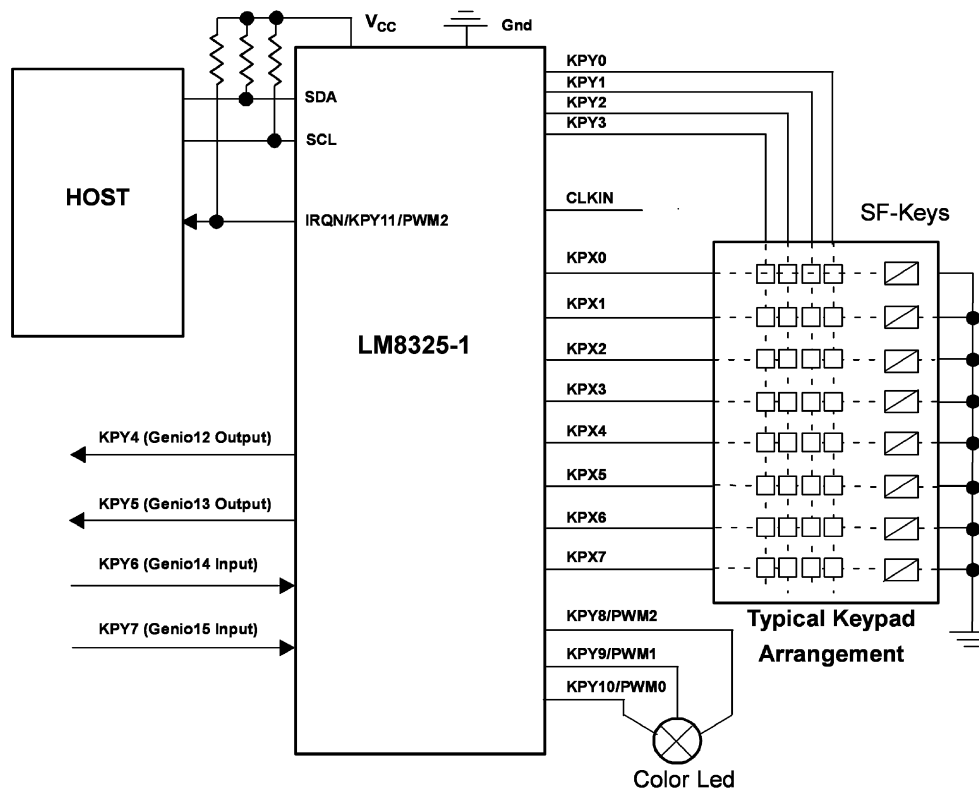 VCC
Gnd
HOST
SDA
SCL
IRQN/KPY11/PWM2
LM8325-1
KPY4 (Genio12 Output)
KPY5 (Genio13 Output)
KPY6 (Genio14 Input)
KPY7 (Genio15 Input)
KPY0
KPY1
KPY2
KPY3
CLKIN
KPX0
KPX1
KPX2
KPX3
KPX4
KPX5
KPX6
KPX7
KPY8/PWM2
KPY9/PWM1
KPY10/PWM0
SF-Keys
Typical Keypad
Arrangement
Color Led